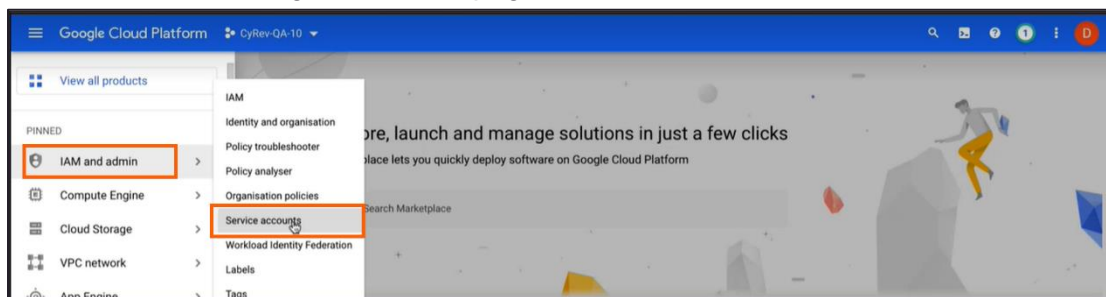 Google Cloud Platform CyRev-QA-10
1 D
View all products
PINNED
IAM and admin
Compute Engine
Cloud Storage
VPC network
App Engine
IAM
Identity and organisation
Policy troubleshooter
Policy analyser
Organisation policies
Service accounts
Workload Identity Federation
Labels
Tags
ore, launch and manage solutions in just a few clicks
place lets you quickly deploy software on Google Cloud Platform
Search Marketplace